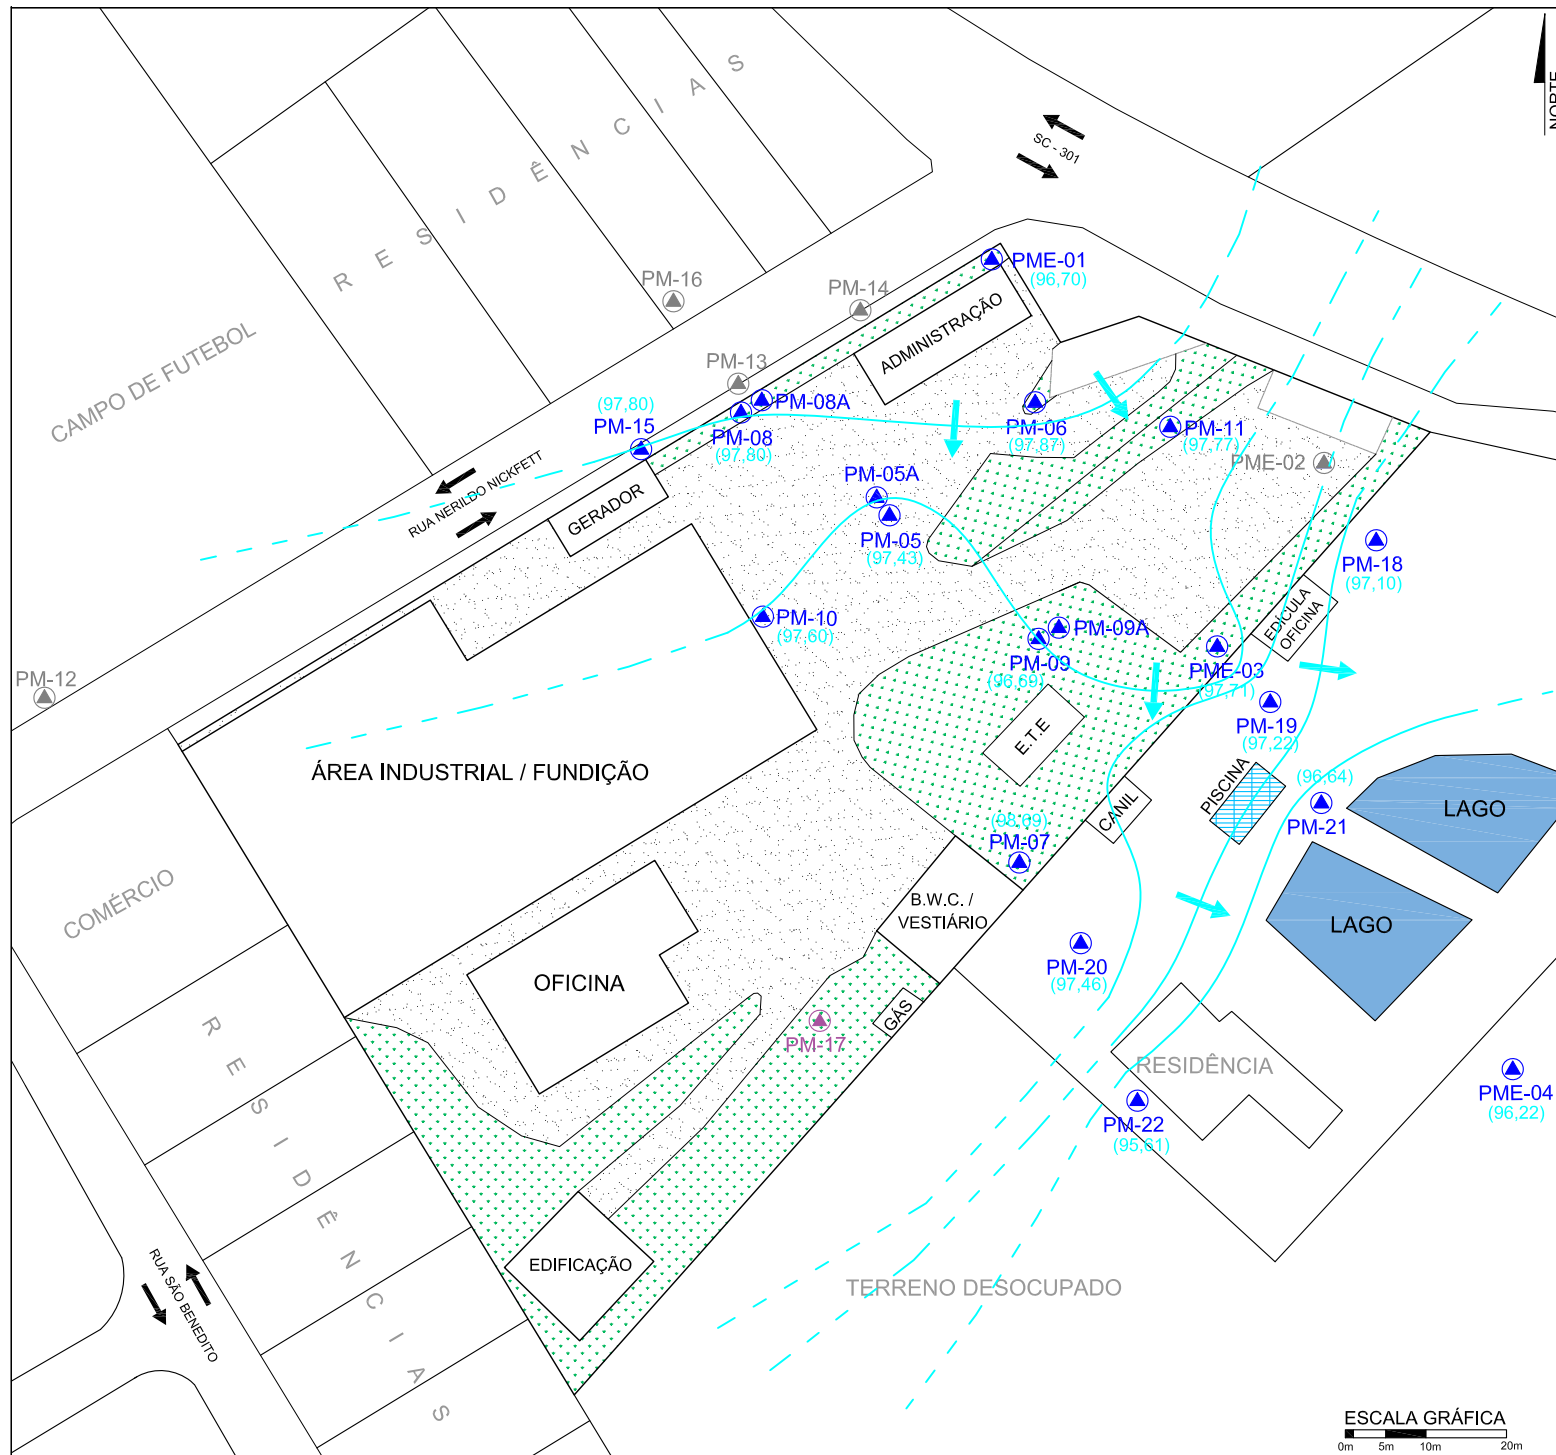 NORTE
SC - 301
RESIDÊNCIAS
CAMPO DE FUTEBOL
PM-16
PM-14
PME-01
(96,70)
ADMINISTRAÇÃO
PM-13
PM-08A
PM-08
(97,80)
(97,80)
PM-15
PM-06
(97,87)
PM-11
(97,77)
PME-02
RUA NERILDO NICKFETT
GERADOR
PM-05A
PM-05
(97,43)
PM-18
(97,10)
EDICULA
OFICINA
PM-10
(97,60)
PM-09A
PM-09
(96,69)
PME-03
(97,71)
PM-12
PM-19
(97,22)
E.T.E
ÁREA INDUSTRIAL / FUNDIÇÃO
PISCINA
(96,64)
PM-21
LAGO
CANIL
(98,69)
PM-07
COMÉRCIO
B.W.C. /
VESTIÁRIO
LAGO
PM-20
(97,46)
OFICINA
GÁS
PM-17
RESIDÊNCIA
PME-04
(96,22)
PM-22
(95,61)
RESIDÊNCIAS
EDIFICAÇÃO
TERRENO DESOCUPADO
RUA SÃO BENEDITO
ESCALA GRÁFICA
0m 5m 10m 20m